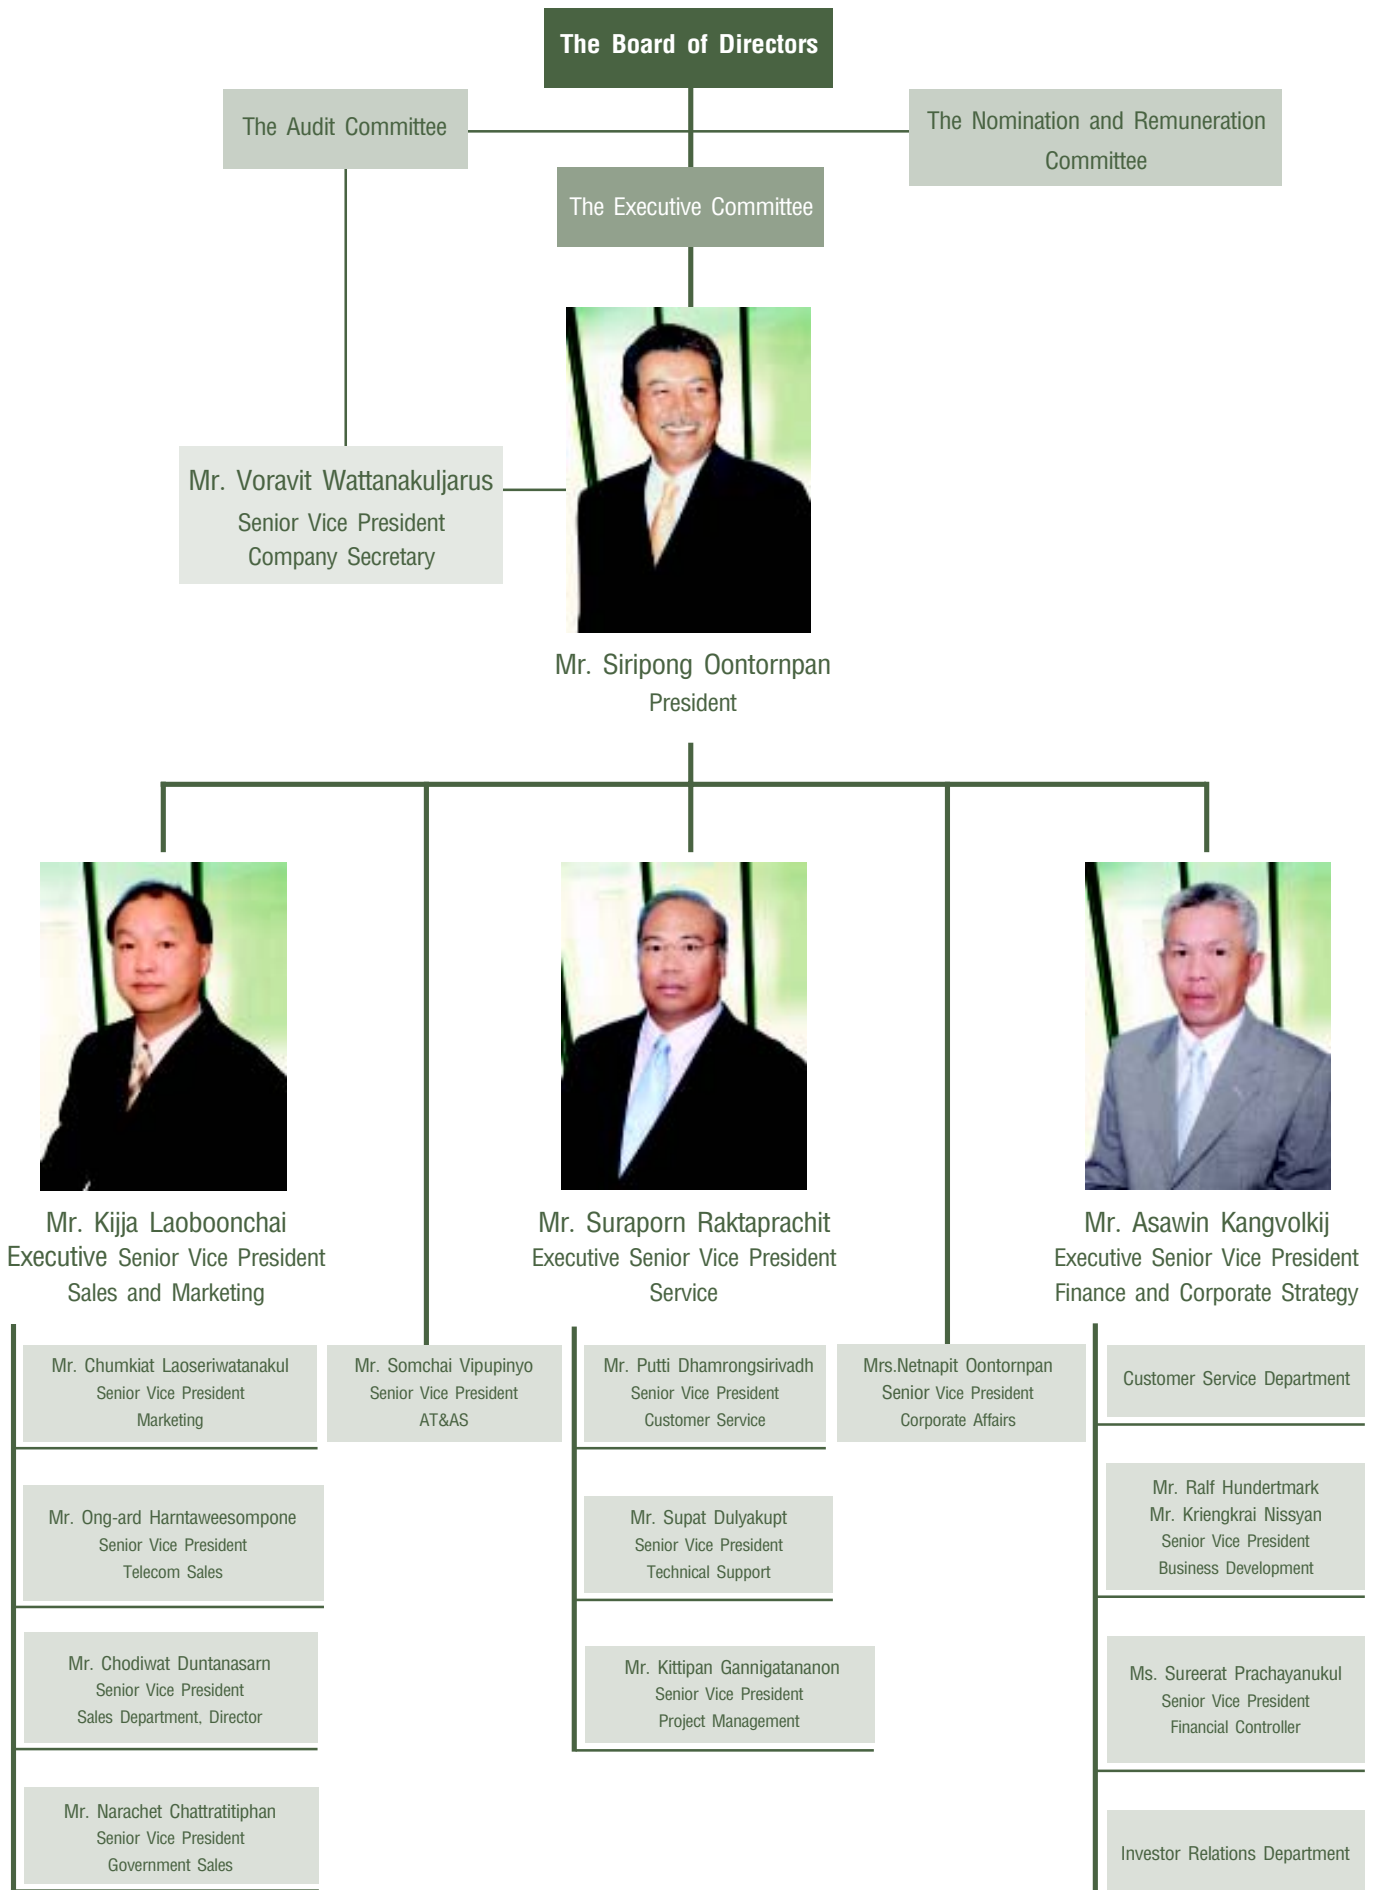 The Board of Directors
The Audit Committee
The Nomination and Remuneration
Committee
The Executive Committee
Mr. Voravit Wattanakuljarus
Senior Vice President
Company Secretary
Mr. Siripong Oontornpan
President
Mr. Kijja Laoboonchai
Executive Senior Vice President
Sales and Marketing
Mr. Suraporn Raktaprachit
Executive Senior Vice President
Service
Mr. Asawin Kangvolkij
Executive Senior Vice President
Finance and Corporate Strategy
Mr. Chumkiat Laoseriwatanakul
Senior Vice President
Marketing
Mr. Ong-ard Harntaweesompone
Senior Vice President
Telecom Sales
Mr. Chodiwat Duntanasarn
Senior Vice President
Sales Department, Director
Mr. Narachet Chattratitiphan
Senior Vice President
Government Sales
Mr. Somchai Vipupinyo
Senior Vice President
AT&AS
Mr. Putti Dhamrongsirivadh
Senior Vice President
Customer Service
Mr. Supat Dulyakupt
Senior Vice President
Technical Support
Mr. Kittipan Gannigatananon
Senior Vice President
Project Management
Mrs.Netnapit Oontornpan
Senior Vice President
Corporate Affairs
Customer Service Department
Mr. Ralf Hundertmark
Mr. Kriengkrai Nissyan
Senior Vice President
Business Development
Ms. Sureerat Prachayanukul
Senior Vice President
Financial Controller
Investor Relations Department